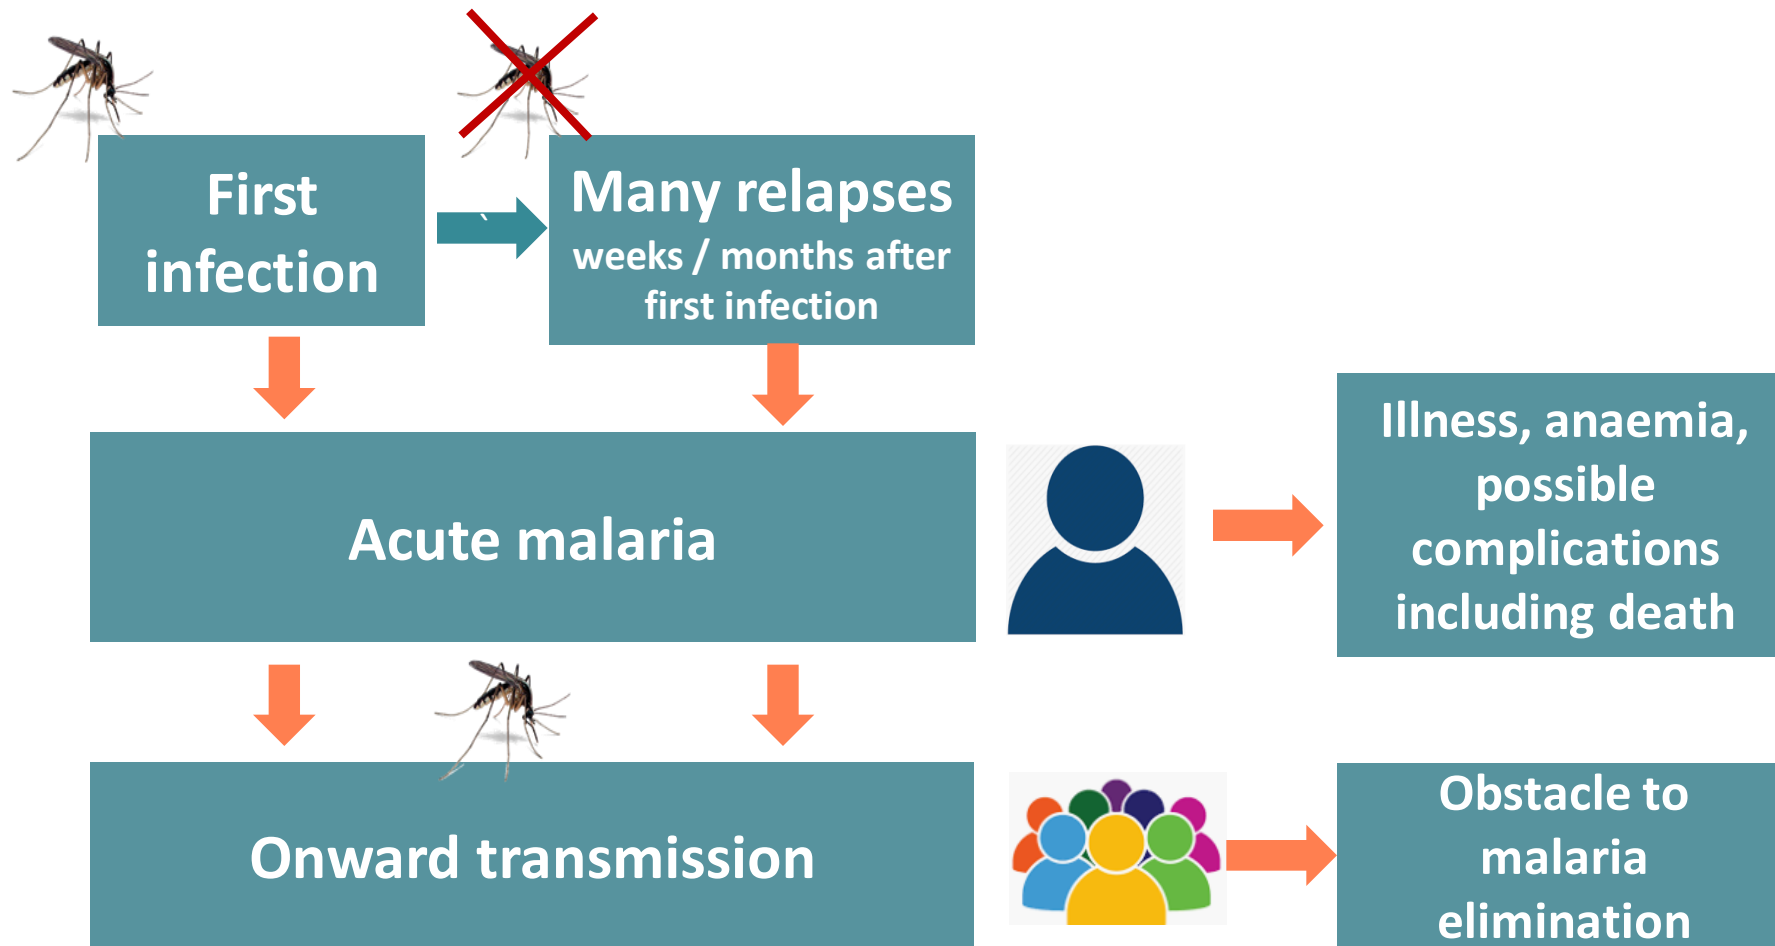 First
infection
`
Many relapses
weeks / months after
first infection
Acute malaria
Illness, anaemia,
possible
complications
including death
Onward transmission
Obstacle to
malaria
elimination